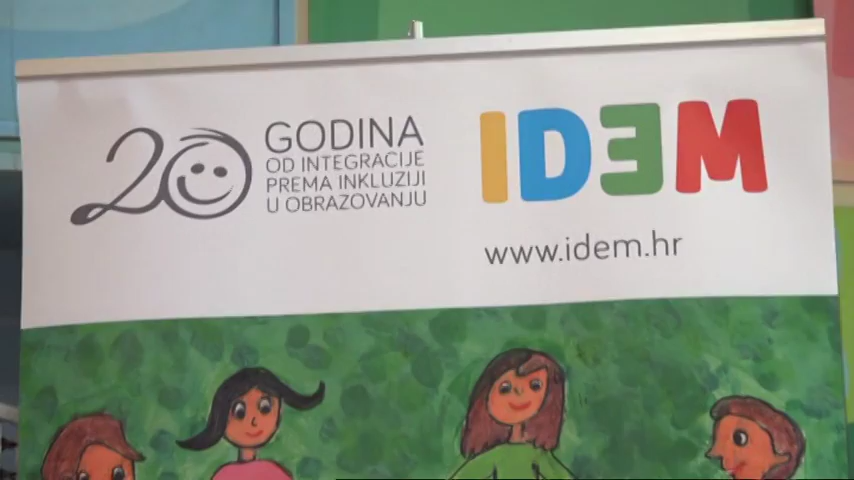 20 GODINA
OD INTEGRACIJE
PREMA INKLUZIJI
U OBRAZOVANJU
IDEM
www.idem.hr